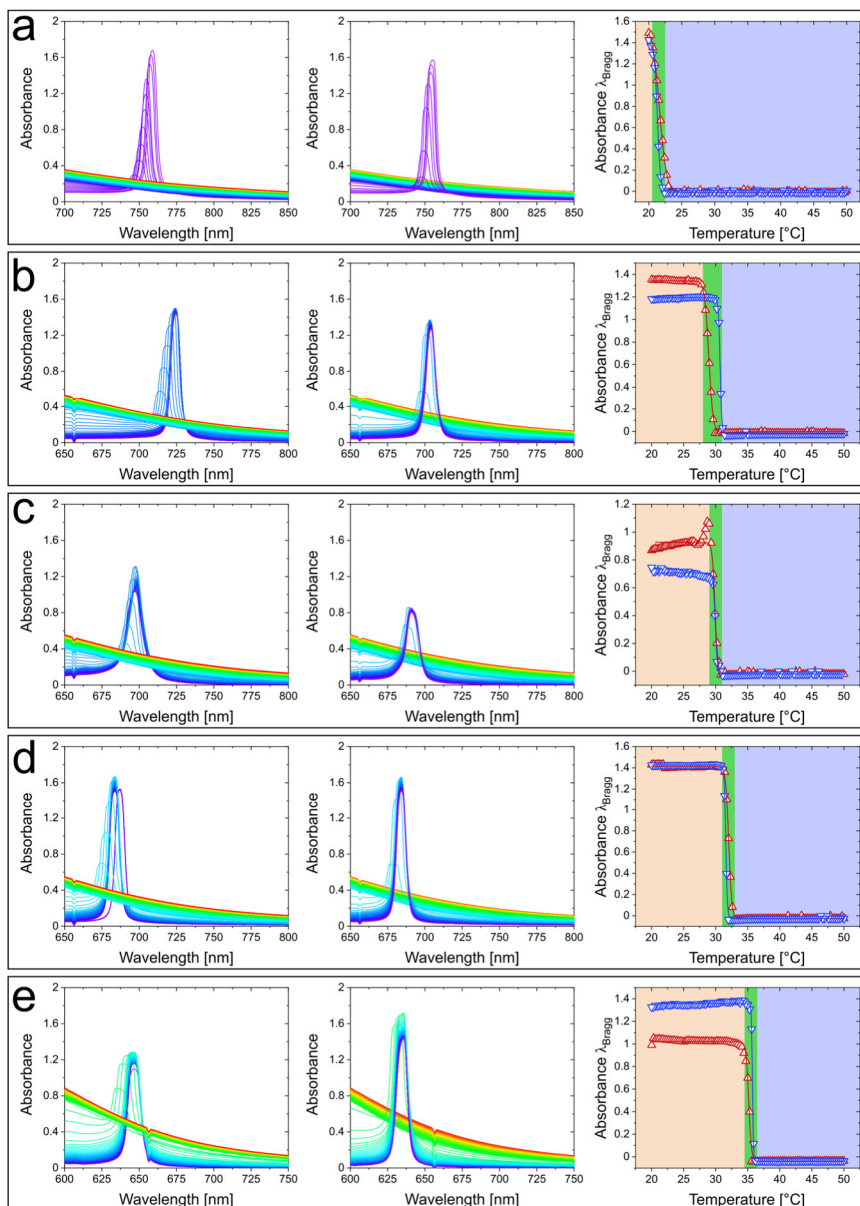 a
Absorbance
2
1.6
1.2
0.8
0.4
0
700 725 750 775 800 825 850
Wavelength [nm]
Absorbance
2
1.6
1.2
0.8
0.4
0
700 725 750 775 800 825 850
Wavelength [nm]
Absorbance λBragg
1.6
1.4
1.2
1
0.8
0.6
0.4
0.2
0
20 25 30 35 40 45 50
Temperature [°C]
b
Absorbance
2
1.6
1.2
0.8
0.4
0
650 675 700 725 750 775 800
Wavelength [nm]
Absorbance
2
1.6
1.2
0.8
0.4
0
650 675 700 725 750 775 800
Wavelength [nm]
Absorbance λBragg
1.4
1.2
1
0.8
0.6
0.4
0.2
0
20 25 30 35 40 45 50
Temperature [°C]
c
Absorbance
2
1.6
1.2
0.8
0.4
0
650 675 700 725 750 775 800
Wavelength [nm]
Absorbance
2
1.6
1.2
0.8
0.4
0
650 675 700 725 750 775 800
Wavelength [nm]
Absorbance λBragg
1.2
1
0.8
0.6
0.4
0.2
0
20 25 30 35 40 45 50
Temperature [°C]
d
Absorbance
2
1.6
1.2
0.8
0.4
0
650 675 700 725 750 775 800
Wavelength [nm]
Absorbance
2
1.6
1.2
0.8
0.4
0
650 675 700 725 750 775 800
Wavelength [nm]
Absorbance λBragg
1.6
1.4
1.2
1
0.8
0.6
0.4
0.2
0
20 25 30 35 40 45 50
Temperature [°C]
e
Absorbance
2
1.6
1.2
0.8
0.4
0
600 625 650 675 700 725 750
Wavelength [nm]
Absorbance
2
1.6
1.2
0.8
0.4
0
600 625 650 675 700 725 750
Wavelength [nm]
Absorbance λBragg
1.4
1.2
1
0.8
0.6
0.4
0.2
0
20 25 30 35 40 45 50
Temperature [°C]